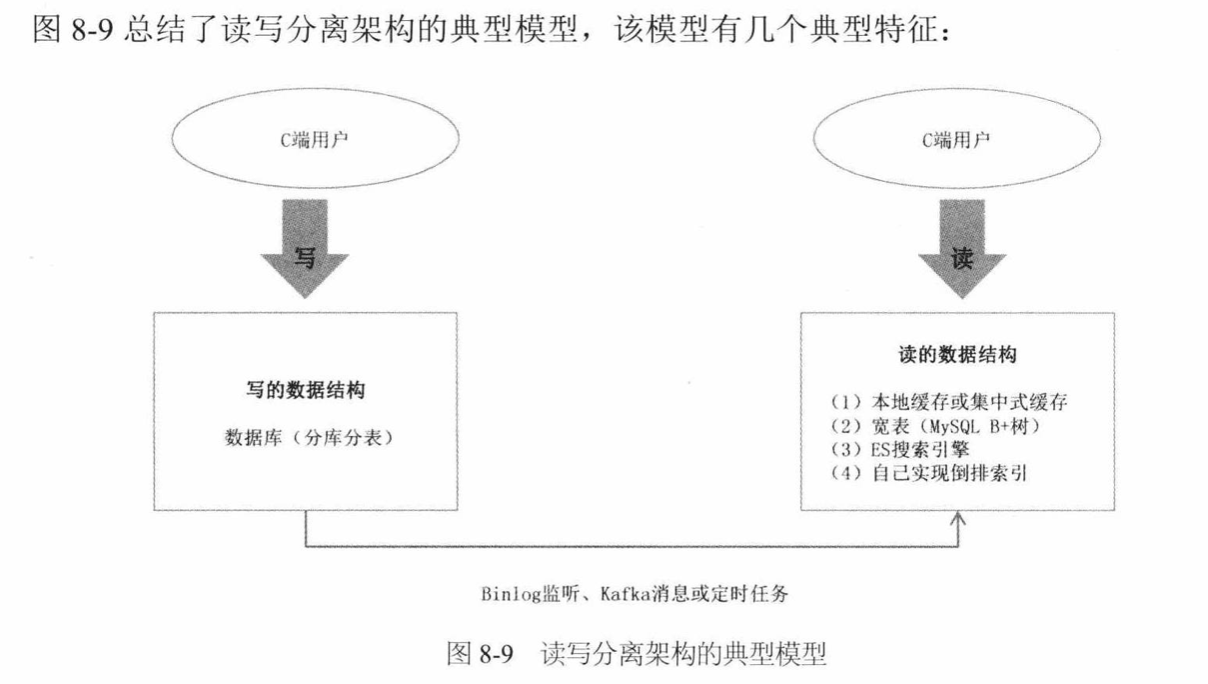 图 8-9 总结了读写分离架构的典型模型，该模型有几个典型特征：
C端用户
C端用户
写
读
写的数据结构
数据库（分库分表）
读的数据结构
（1）本地缓存或集中式缓存
（2）宽表（MySQL B+树）
（3）ES搜索引擎
（4）自己实现倒排索引
Binlog监听、Kafka消息或定时任务
图 8-9 读写分离架构的典型模型